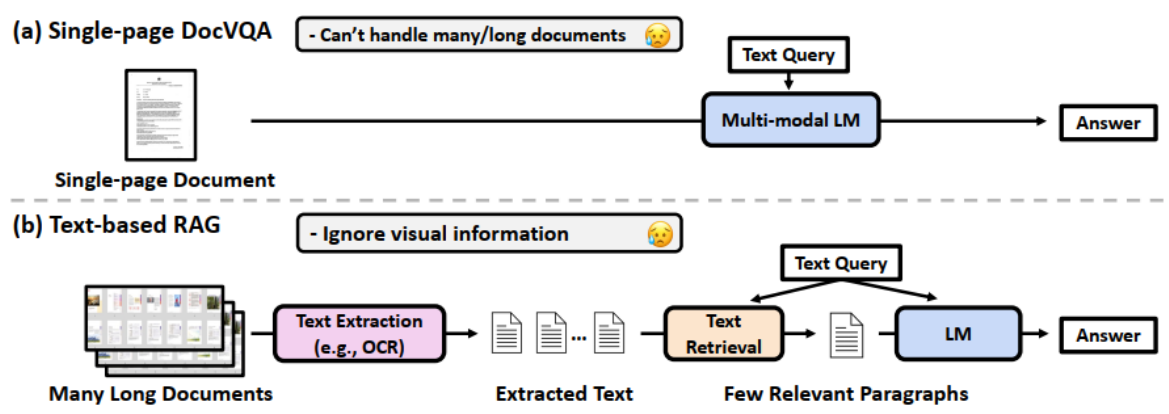 (a) Single-page DocVQA
- Can't handle many/long documents
Text Query
Multi-modal LM
Answer
Single-page Document
(b) Text-based RAG
- Ignore visual information
Text Query
Text Extraction
(e.g., OCR)
...
Text
Retrieval
LM
Answer
Many Long Documents
Extracted Text
Few Relevant Paragraphs